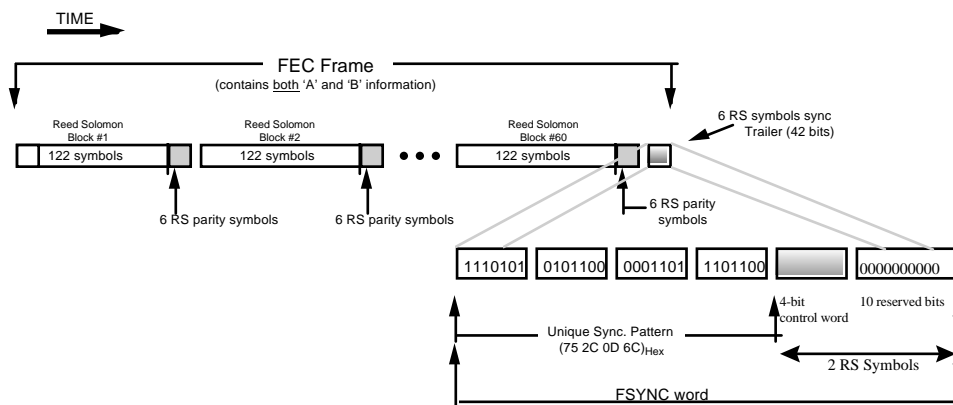 TIME
FEC Frame
(contains both ‘A’ and ‘B’ information)
6 RS symbols sync
Trailer (42 bits)
Reed Solomon
Block #1
Reed Solomon
Block #2
Reed Solomon
Block #60
122 symbols
122 symbols
122 symbols
6 RS parity symbols
6 RS parity symbols
6 RS parity
symbols
1110101 0101100 0001101 1101100 0000000000
4-bit
control word
10 reserved bits
Unique Sync. Pattern
(75 2C 0D 6C)Hex
2 RS Symbols
FSYNC word